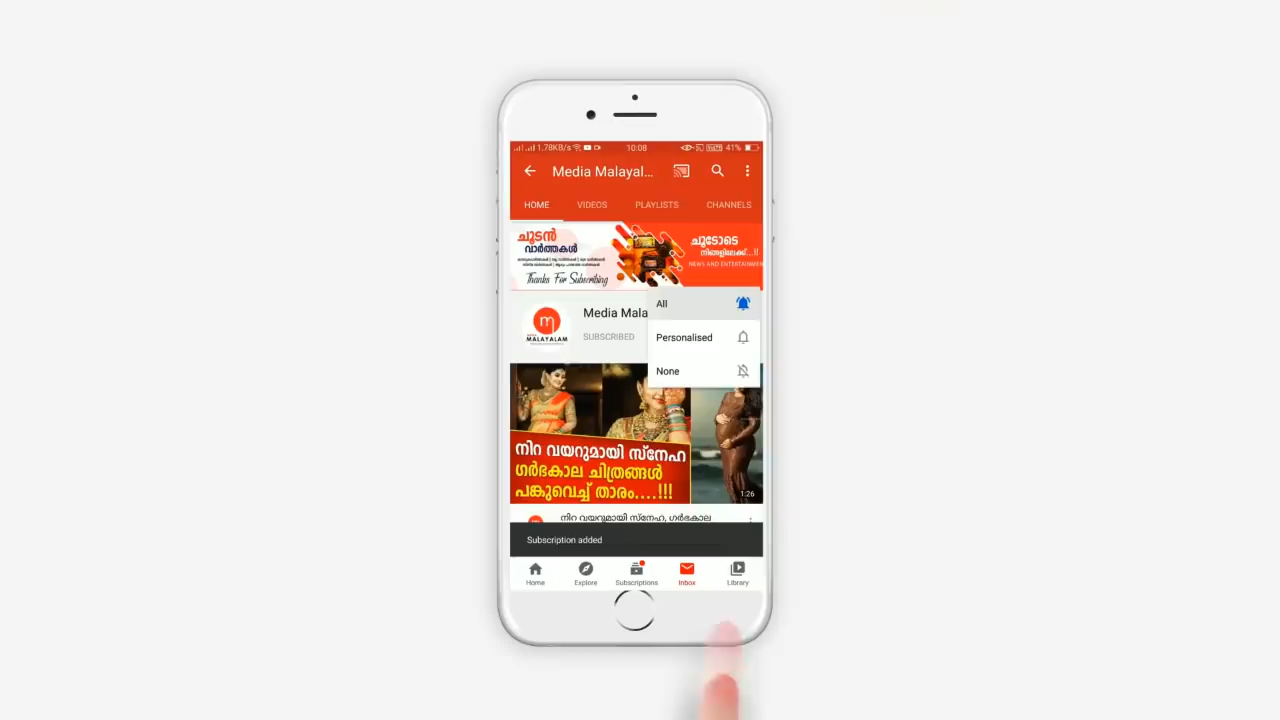 1.78KB/s 10:08 41%
Media Malayal...
HOME VIDEOS PLAYLISTS CHANNELS
ചൂടൻ
വാർത്തകൾ
Thanks For Subscribing
ചൂടോടെ
നിങ്ങളിലേക്ക്...!!
NEWS AND ENTERTAINMEN
Media Mala
SUBSCRIBED
MALAYALAM
All
Personalised
None
നിറ വയറുമായി സ്നേഹ
ഗർഭകാല ചിത്രങ്ങൾ
പങ്കുവെച്ച് താരം....!!!
1:26
നിറ വയറുമായി സ്നേഹ, ഗർഭകാല
Subscription added
Home Explore Subscriptions Inbox Library